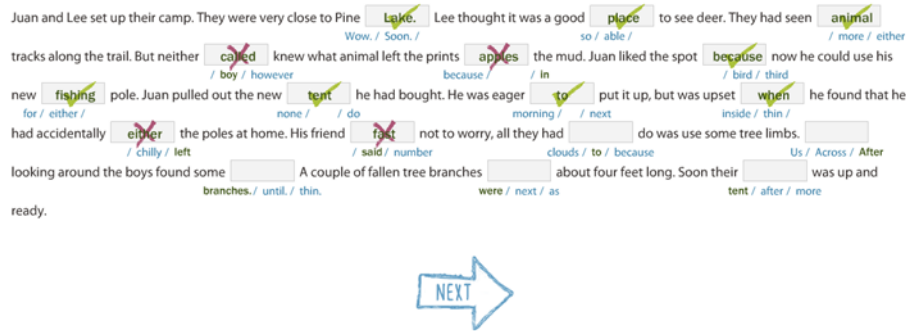 Juan and Lee set up their camp. They were very close to Pine Lake. Lee thought it was a good place to see deer. They had seen animal
Wow. / Soon. / so / able / / more / either
tracks along the trail. But neither called knew what animal left the prints apples the mud. Juan liked the spot because now he could use his
/ boy / however because / / in / bird / third
new fishing pole. Juan pulled out the new tent he had bought. He was eager to put it up, but was upset when he found that he
for / either / none / / do morning / / next inside / thin /
had accidentally either the poles at home. His friend fast not to worry, all they had do was use some tree limbs.
/ chilly / left / said / number clouds / to / because Us / Across / After
looking around the boys found some A couple of fallen tree branches about four feet long. Soon their was up and
branches. / until. / thin. were / next / as tent / after / more
ready.
NEXT